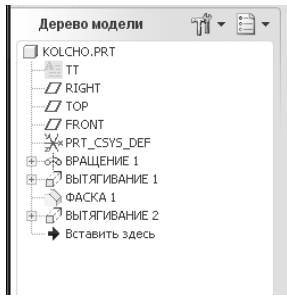 Дерево модели
KOLCHO.PRT
TT
RIGHT
TOP
FRONT
PRT_CSYS_DEF
ВРАЩЕНИЕ 1
ВЫТЯГИВАНИЕ 1
ФАСКА 1
ВЫТЯГИВАНИЕ 2
Вставить здесь